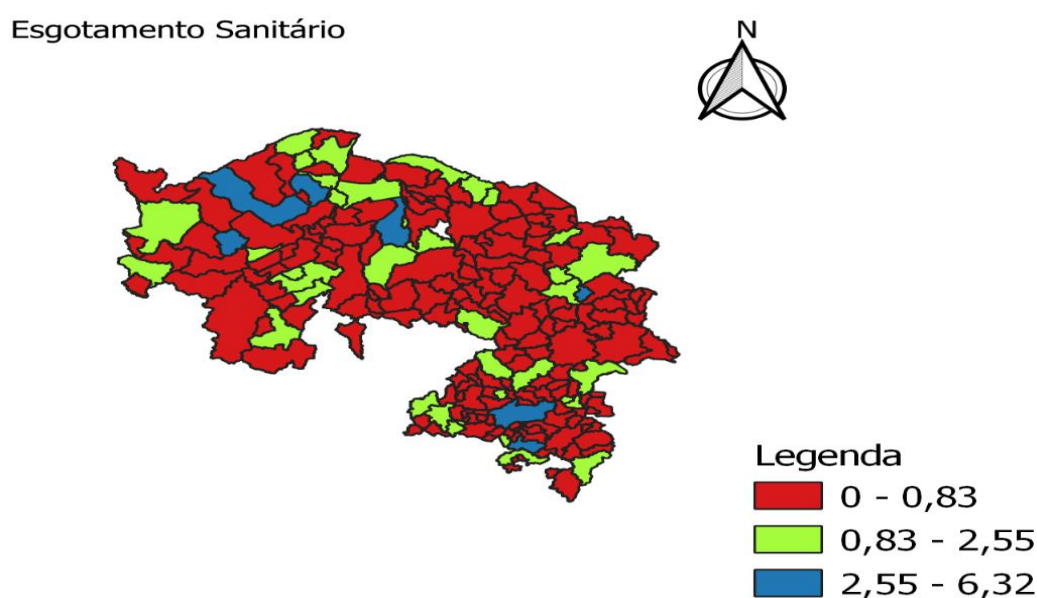 Esgotamento Sanitário
N
Legenda
0 - 0,83
0,83 - 2,55
2,55 - 6,32